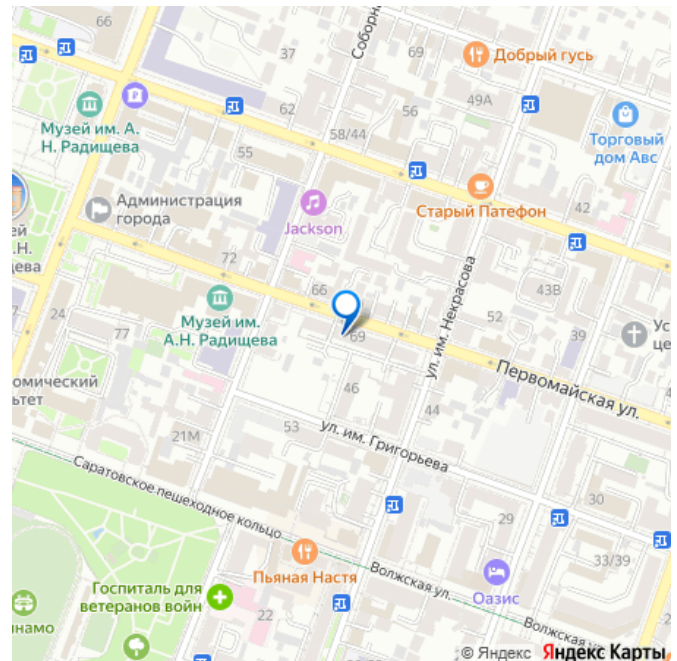 66
37
Соборн
69
Добрый гусь
49А
62
56
58/44
Музей им. А.
Н. Радищева
Торговый
дом Авс
55
Администрация
города
Jackson
Старый Патефон
42
ей
.Н.
цева
72
66
43В
ул. им. Некрасова
52
39
Ус
це
24
77
Музей им.
А.Н. Радищева
69
Первомайская ул.
омический
ьтет
46
44
21М
53
ул. им. Григорьева
30
Саратовское пешеходное кольцо
29
33/39
Пьяная Настя
Волжская ул.
Оазис
Госпиталь для
ветеранов войн
22
намо
Волжская ул.
© Яндекс Яндекс Карты